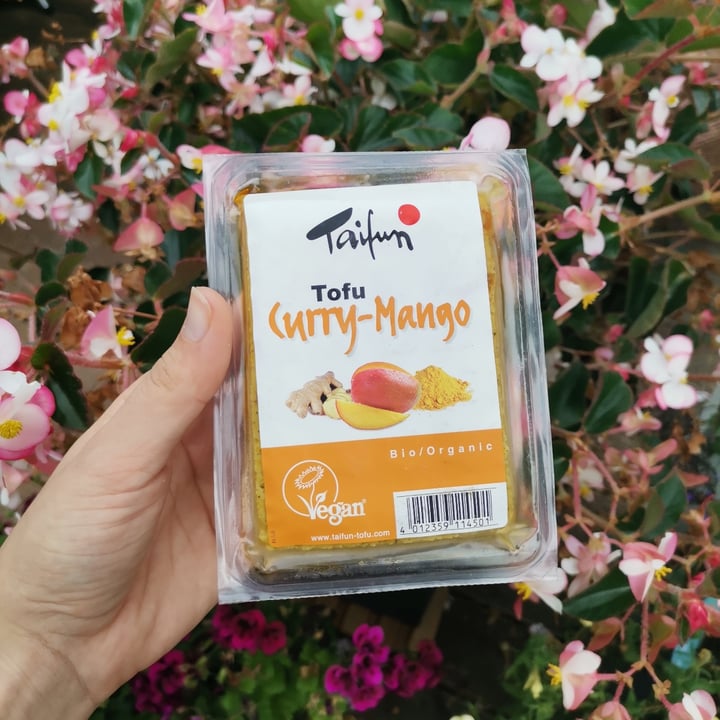 Taifun
Tofu
Curry-Mango
Bio/Organic
Vegan
www.taifun-tofu.com
4 012359 114501